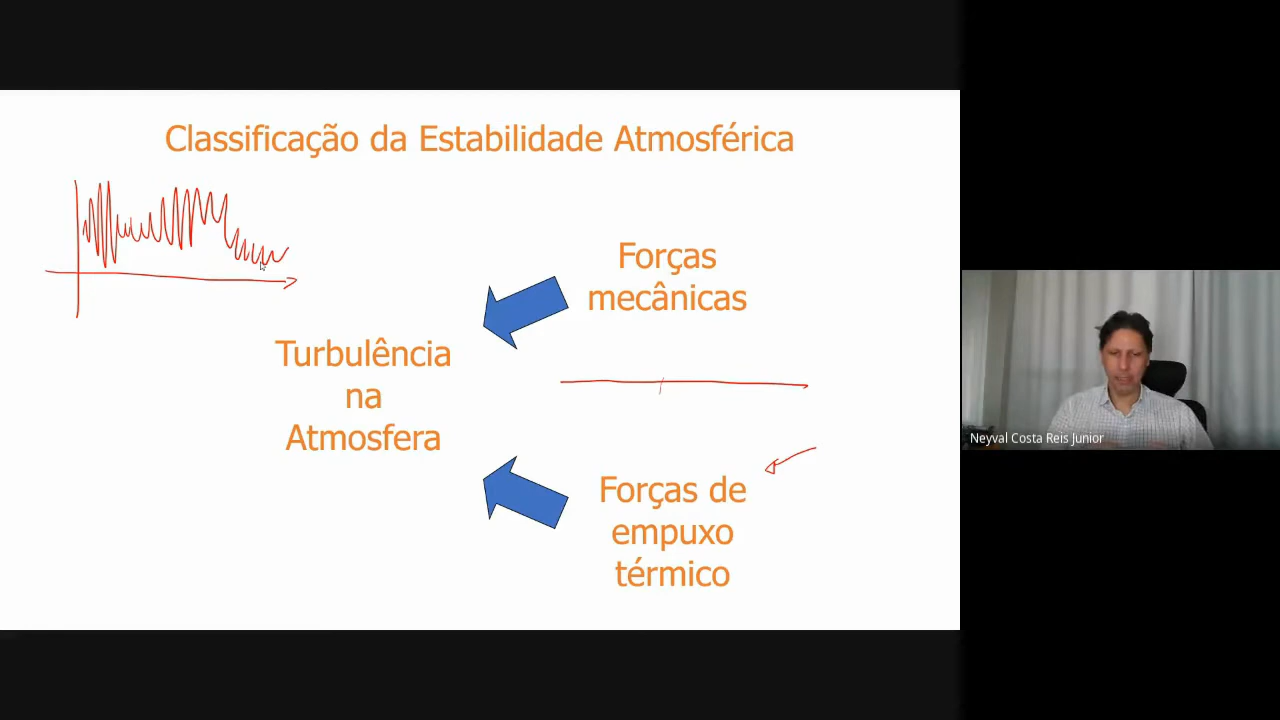 Classificação da Estabilidade Atmosférica
Forças
mecânicas
Turbulência
na
Atmosfera
Forças de
empuxo
térmico
Neyval Costa Reis Junior